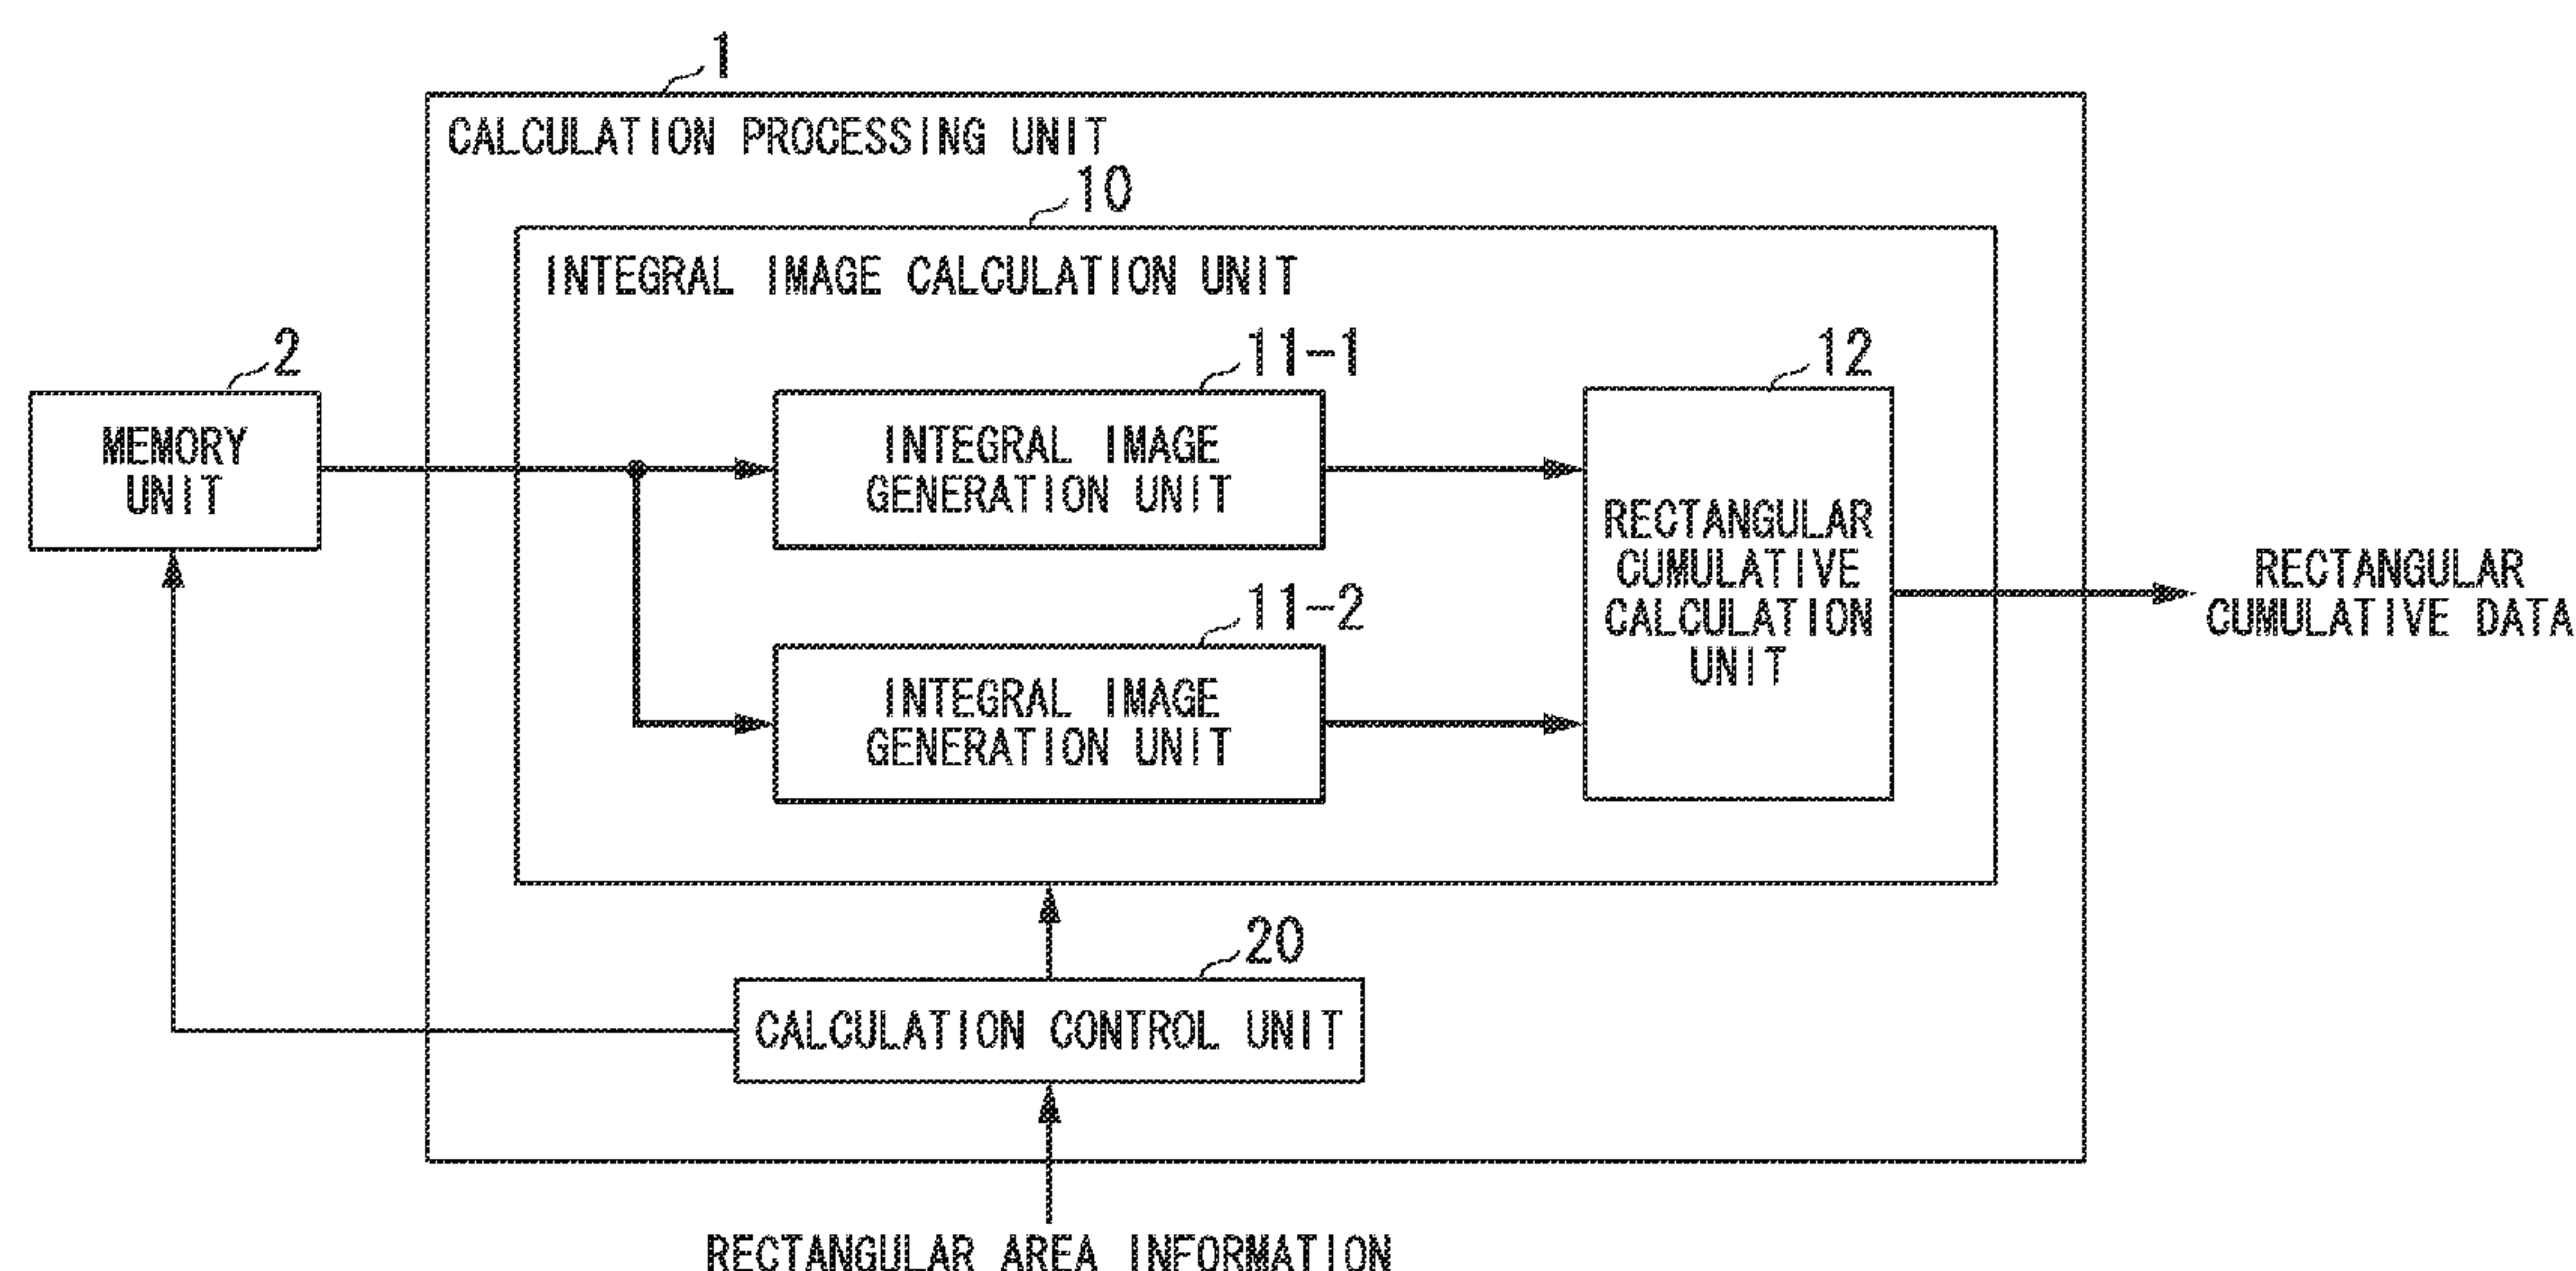 1
CALCULATION PROCESSING UNIT
10
INTEGRAL IMAGE CALCULATION UNIT
2
MEMORY
UNIT
11-1
INTEGRAL IMAGE
GENERATION UNIT
11-2
INTEGRAL IMAGE
GENERATION UNIT
12
RECTANGULAR
CUMULATIVE
CALCULATION
UNIT
RECTANGULAR
CUMULATIVE DATA
20
CALCULATION CONTROL UNIT
RECTANGULAR AREA INFORMATION